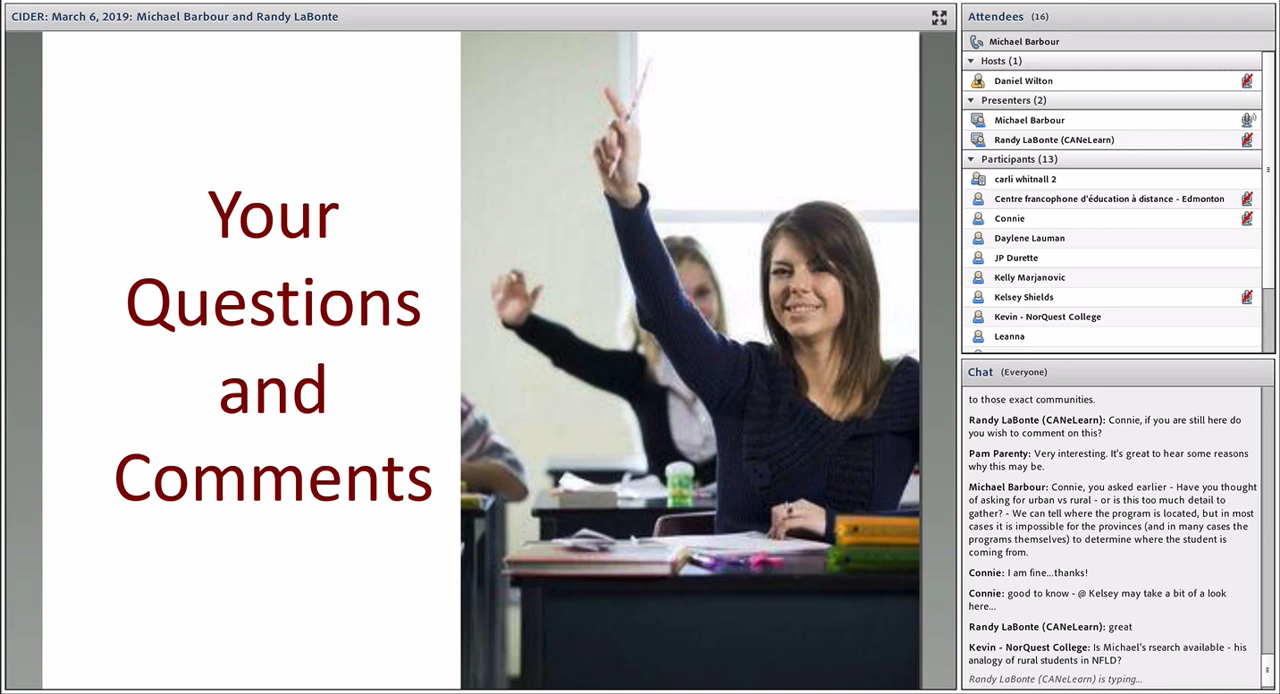 CIDER: March 6, 2019: Michael Barbour and Randy LaBonte
Your
Questions
and
Comments
Attendees (16)
Michael Barbour
Hosts (1)
Daniel Wilton
Presenters (2)
Michael Barbour
Randy LaBonte (CANeLearn)
Participants (13)
carli whitnall 2
Centre francophone d'éducation à distance - Edmonton
Connie
Daylene Lauman
JP Durette
Kelly Marjanovic
Kelsey Shields
Kevin - NorQuest College
Leanna
Chat (Everyone)
to those exact communities.
Randy LaBonte (CANeLearn): Connie, if you are still here do
you wish to comment on this?
Pam Parenty: Very interesting. It's great to hear some reasons
why this may be.
Michael Barbour: Connie, you asked earlier - Have you thought
of asking for urban vs rural - or is this too much detail to
gather? - We can tell where the program is located, but in most
cases it is impossible for the provinces (and in many cases the
programs themselves) to determine where the student is
coming from.
Connie: I am fine...thanks!
Connie: good to know - @ Kelsey may take a bit of a look
here...
Randy LaBonte (CANeLearn): great
Kevin - NorQuest College: Is Michael's rsearch available - his
analogy of rural students in NFLD?
Randy LaBonte (CANeLearn) is typing...